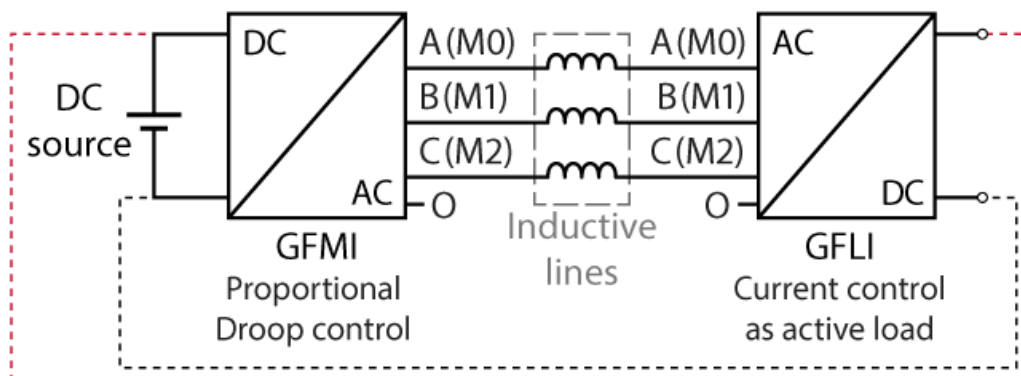 DC
source
DC
AC
A (M0)
B (M1)
C (M2)
O
GFMI
Proportional
Droop control
Inductive
lines
A (M0)
B (M1)
C (M2)
O
AC
DC
GFLI
Current control
as active load